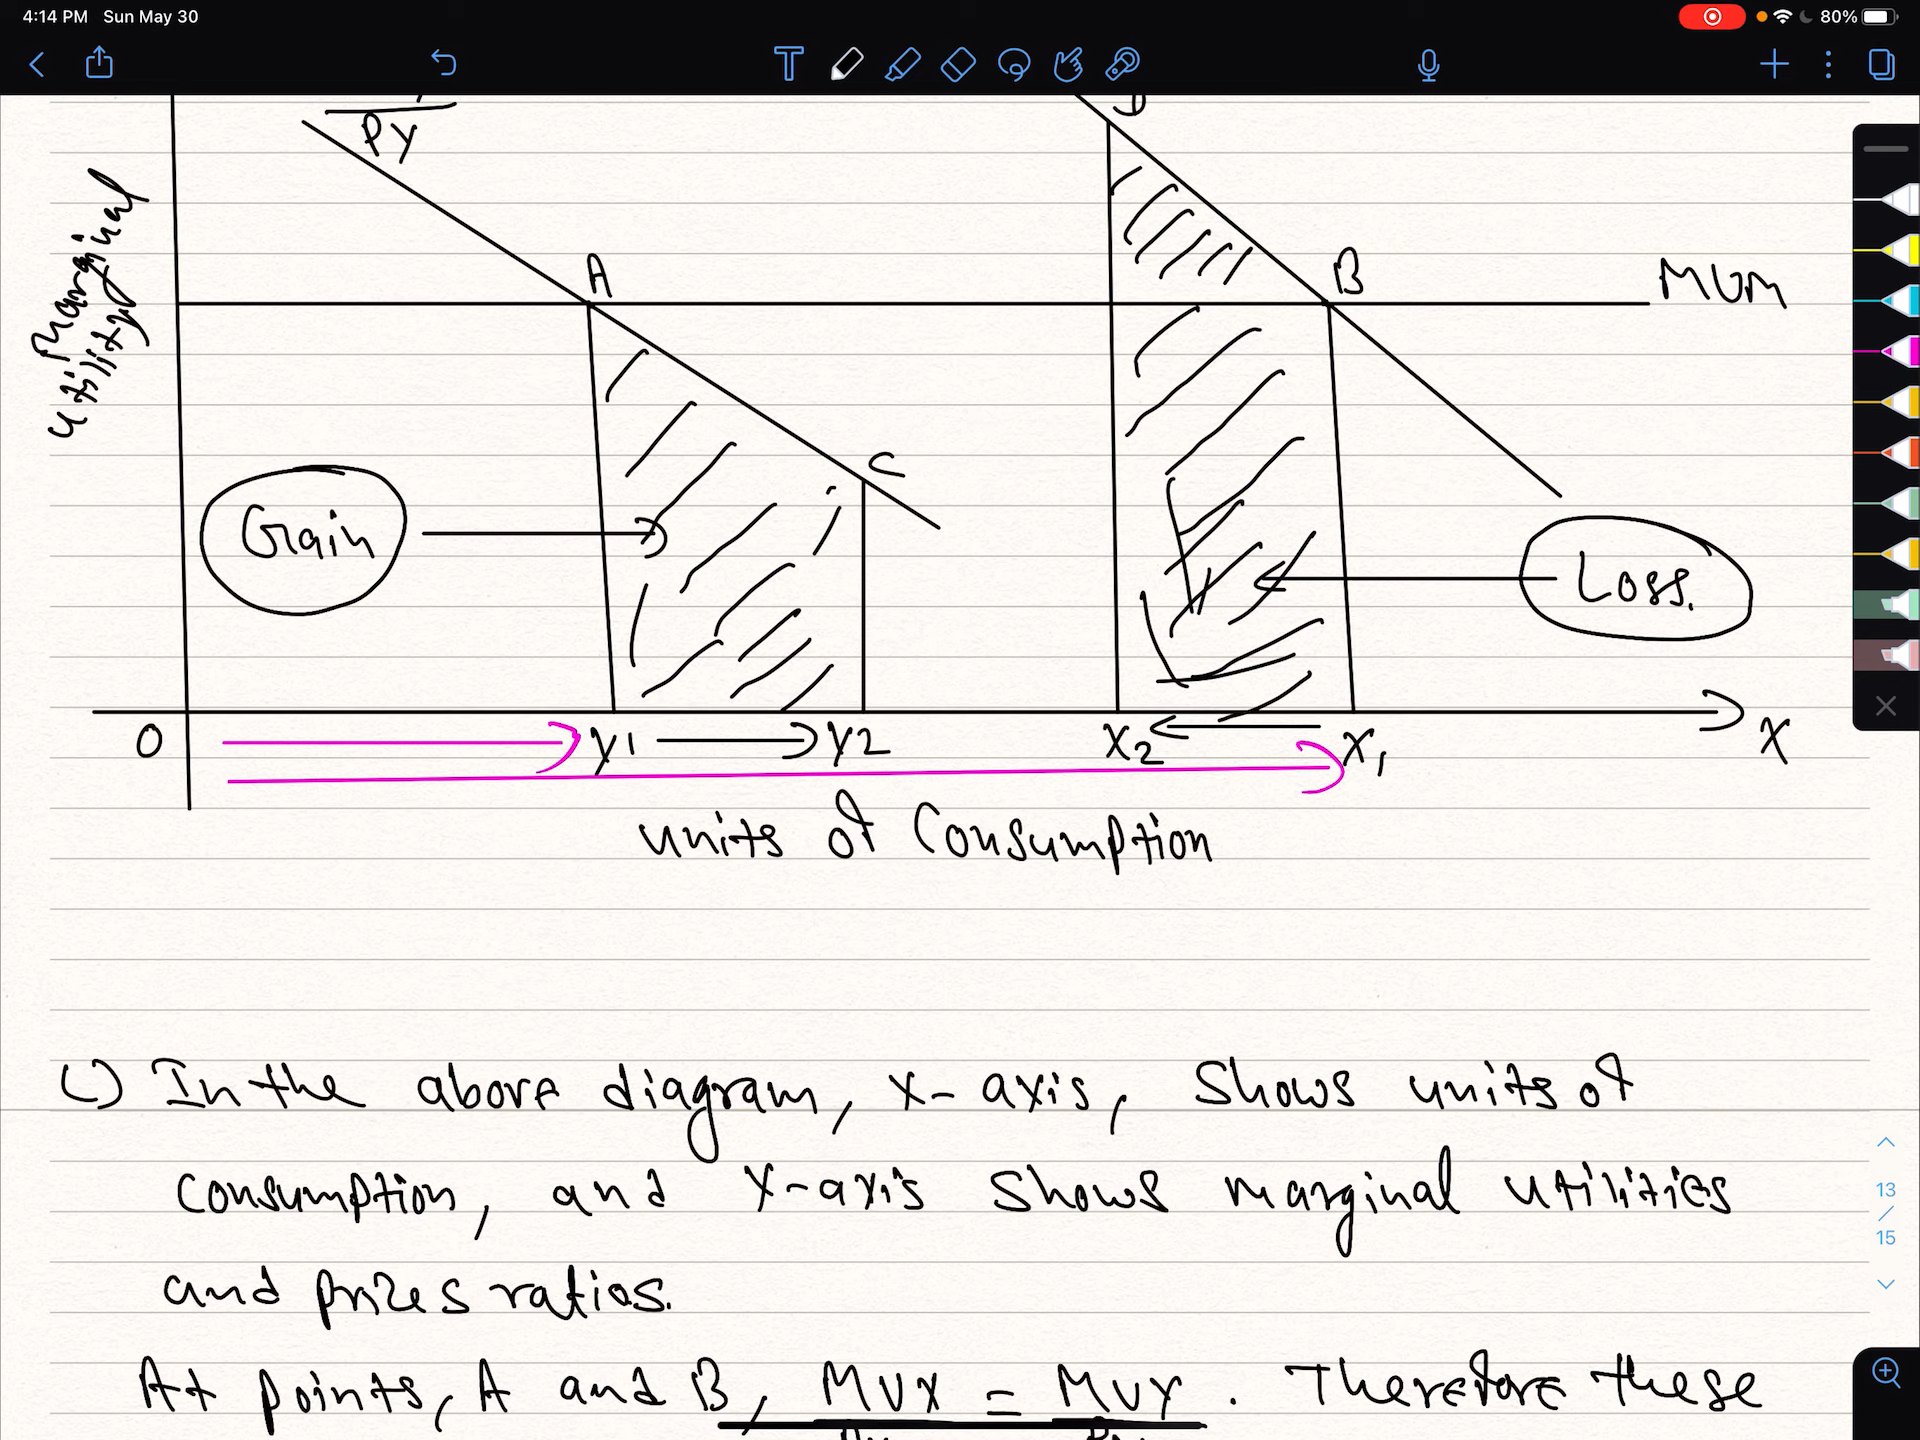 4:14 PM Sun May 30
80%
PY
D
A
B
MUM
Marginal
utility
C
Gain
Loss.
0
Y1
Y2
X2
X1
X
units of Consumption
i) In the above diagram, x-axis, shows units of
consumption, and Y-axis shows marginal utilities
and prizes ratios.
At points, A and B, MUX = MUY. Therefore these
13
/
15